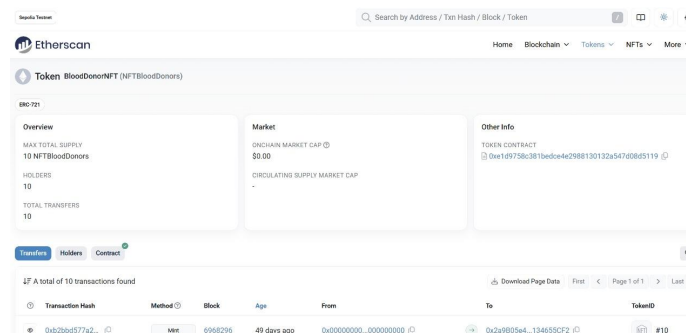 Sepolia Testnet
Search by Address / Txn Hash / Block / Token
/
Etherscan
Home Blockchain Tokens NFTs More
Token BloodDonorNFT (NFTBloodDonors)
ERC-721
Overview
MAX TOTAL SUPPLY
10 NFTBloodDonors
HOLDERS
10
TOTAL TRANSFERS
10
Market
ONCHAIN MARKET CAP
$0.00
CIRCULATING SUPPLY MARKET CAP
-
Other Info
TOKEN CONTRACT
0xe1d9758c381bedce4e2988130132a547d08d5119
Transfers Holders Contract
A total of 10 transactions found
Download Page Data First Page 1 of 1 Last
Transaction Hash Method Block Age From To TokenID
0xb2bbd577a2... Mint 6968296 49 days ago 0x00000000...000000000 0x2a9B05e4...134655CF2 #10